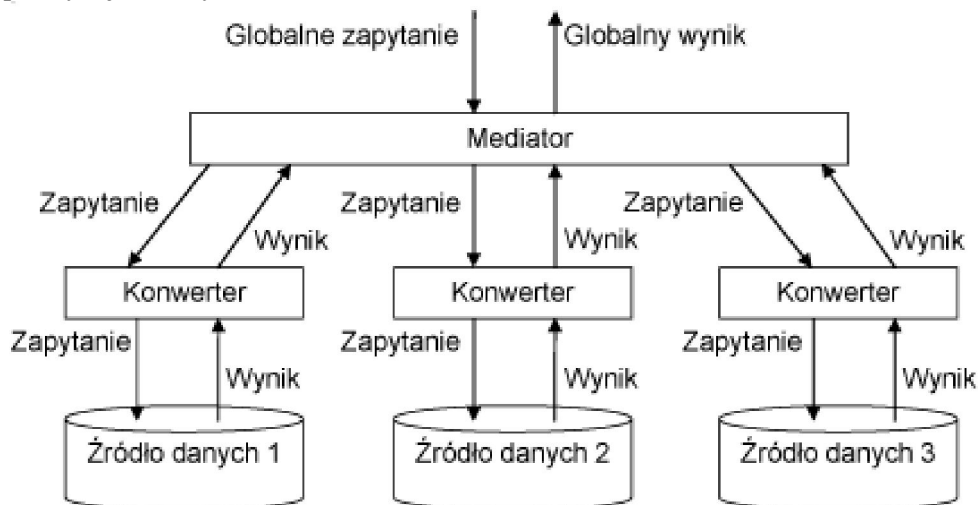 Globalne zapytanie
Globalny wynik
Mediator
Zapytanie
Wynik
Zapytanie
Wynik
Zapytanie
Wynik
Konwerter
Konwerter
Konwerter
Zapytanie
Wynik
Zapytanie
Wynik
Zapytanie
Wynik
Źródło danych 1
Źródło danych 2
Źródło danych 3